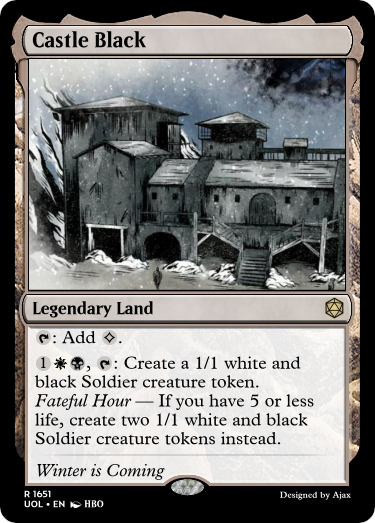 Castle Black
Legendary Land
: Add .
1, : Create a 1/1 white and
black Soldier creature token.
Fateful Hour — If you have 5 or less
life, create two 1/1 white and black
Soldier creature tokens instead.
Winter is Coming
R 1651
UOL • EN HBO
Designed by Ajax